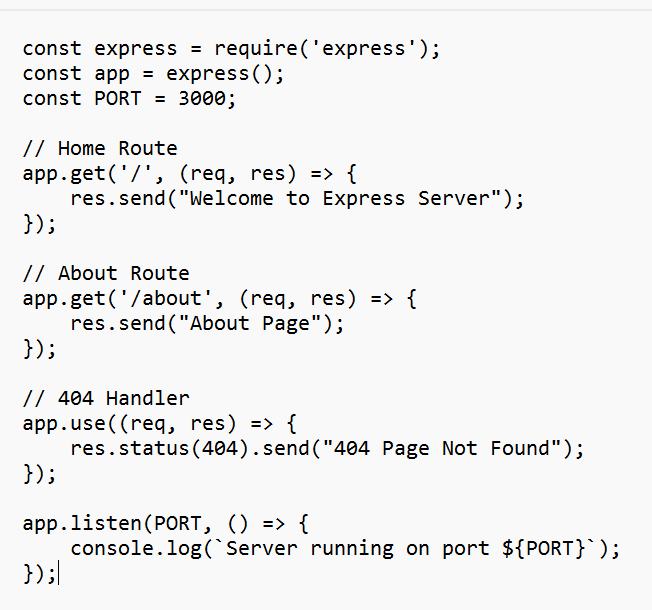 const express = require('express');
const app = express();
const PORT = 3000;

// Home Route
app.get('/', (req, res) => {
    res.send("Welcome to Express Server");
});

// About Route
app.get('/about', (req, res) => {
    res.send("About Page");
});

// 404 Handler
app.use((req, res) => {
    res.status(404).send("404 Page Not Found");
});

app.listen(PORT, () => {
    console.log(`Server running on port ${PORT}`);
});